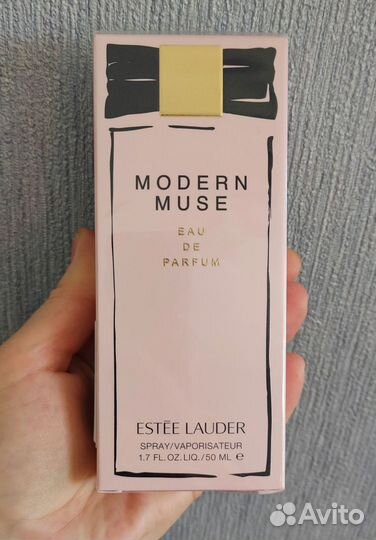 MODERN
MUSE
EAU
DE
PARFUM
ESTĒE LAUDER
SPRAY/VAPORISATEUR
1.7 FL.OZ.LIQ./50 ML ℮
Avito